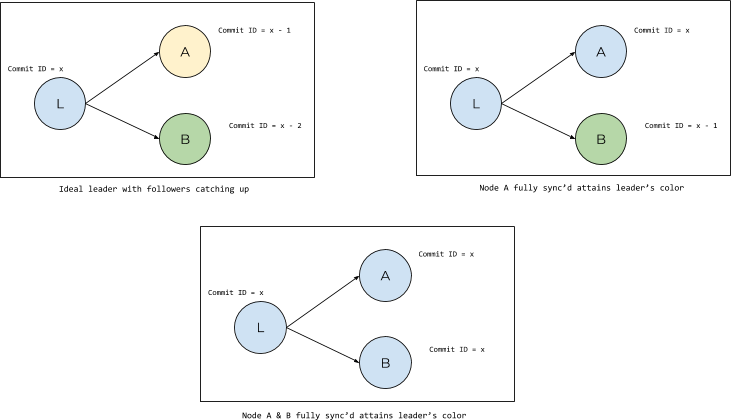 Commit ID = x - 1
A
Commit ID = x
L
Commit ID = x - 2
B
Ideal leader with followers catching up
Commit ID = x
A
Commit ID = x
L
Commit ID = x - 1
B
Node A fully sync’d attains leader’s color
Commit ID = x
A
Commit ID = x
L
Commit ID = x
B
Node A & B fully sync’d attains leader’s color